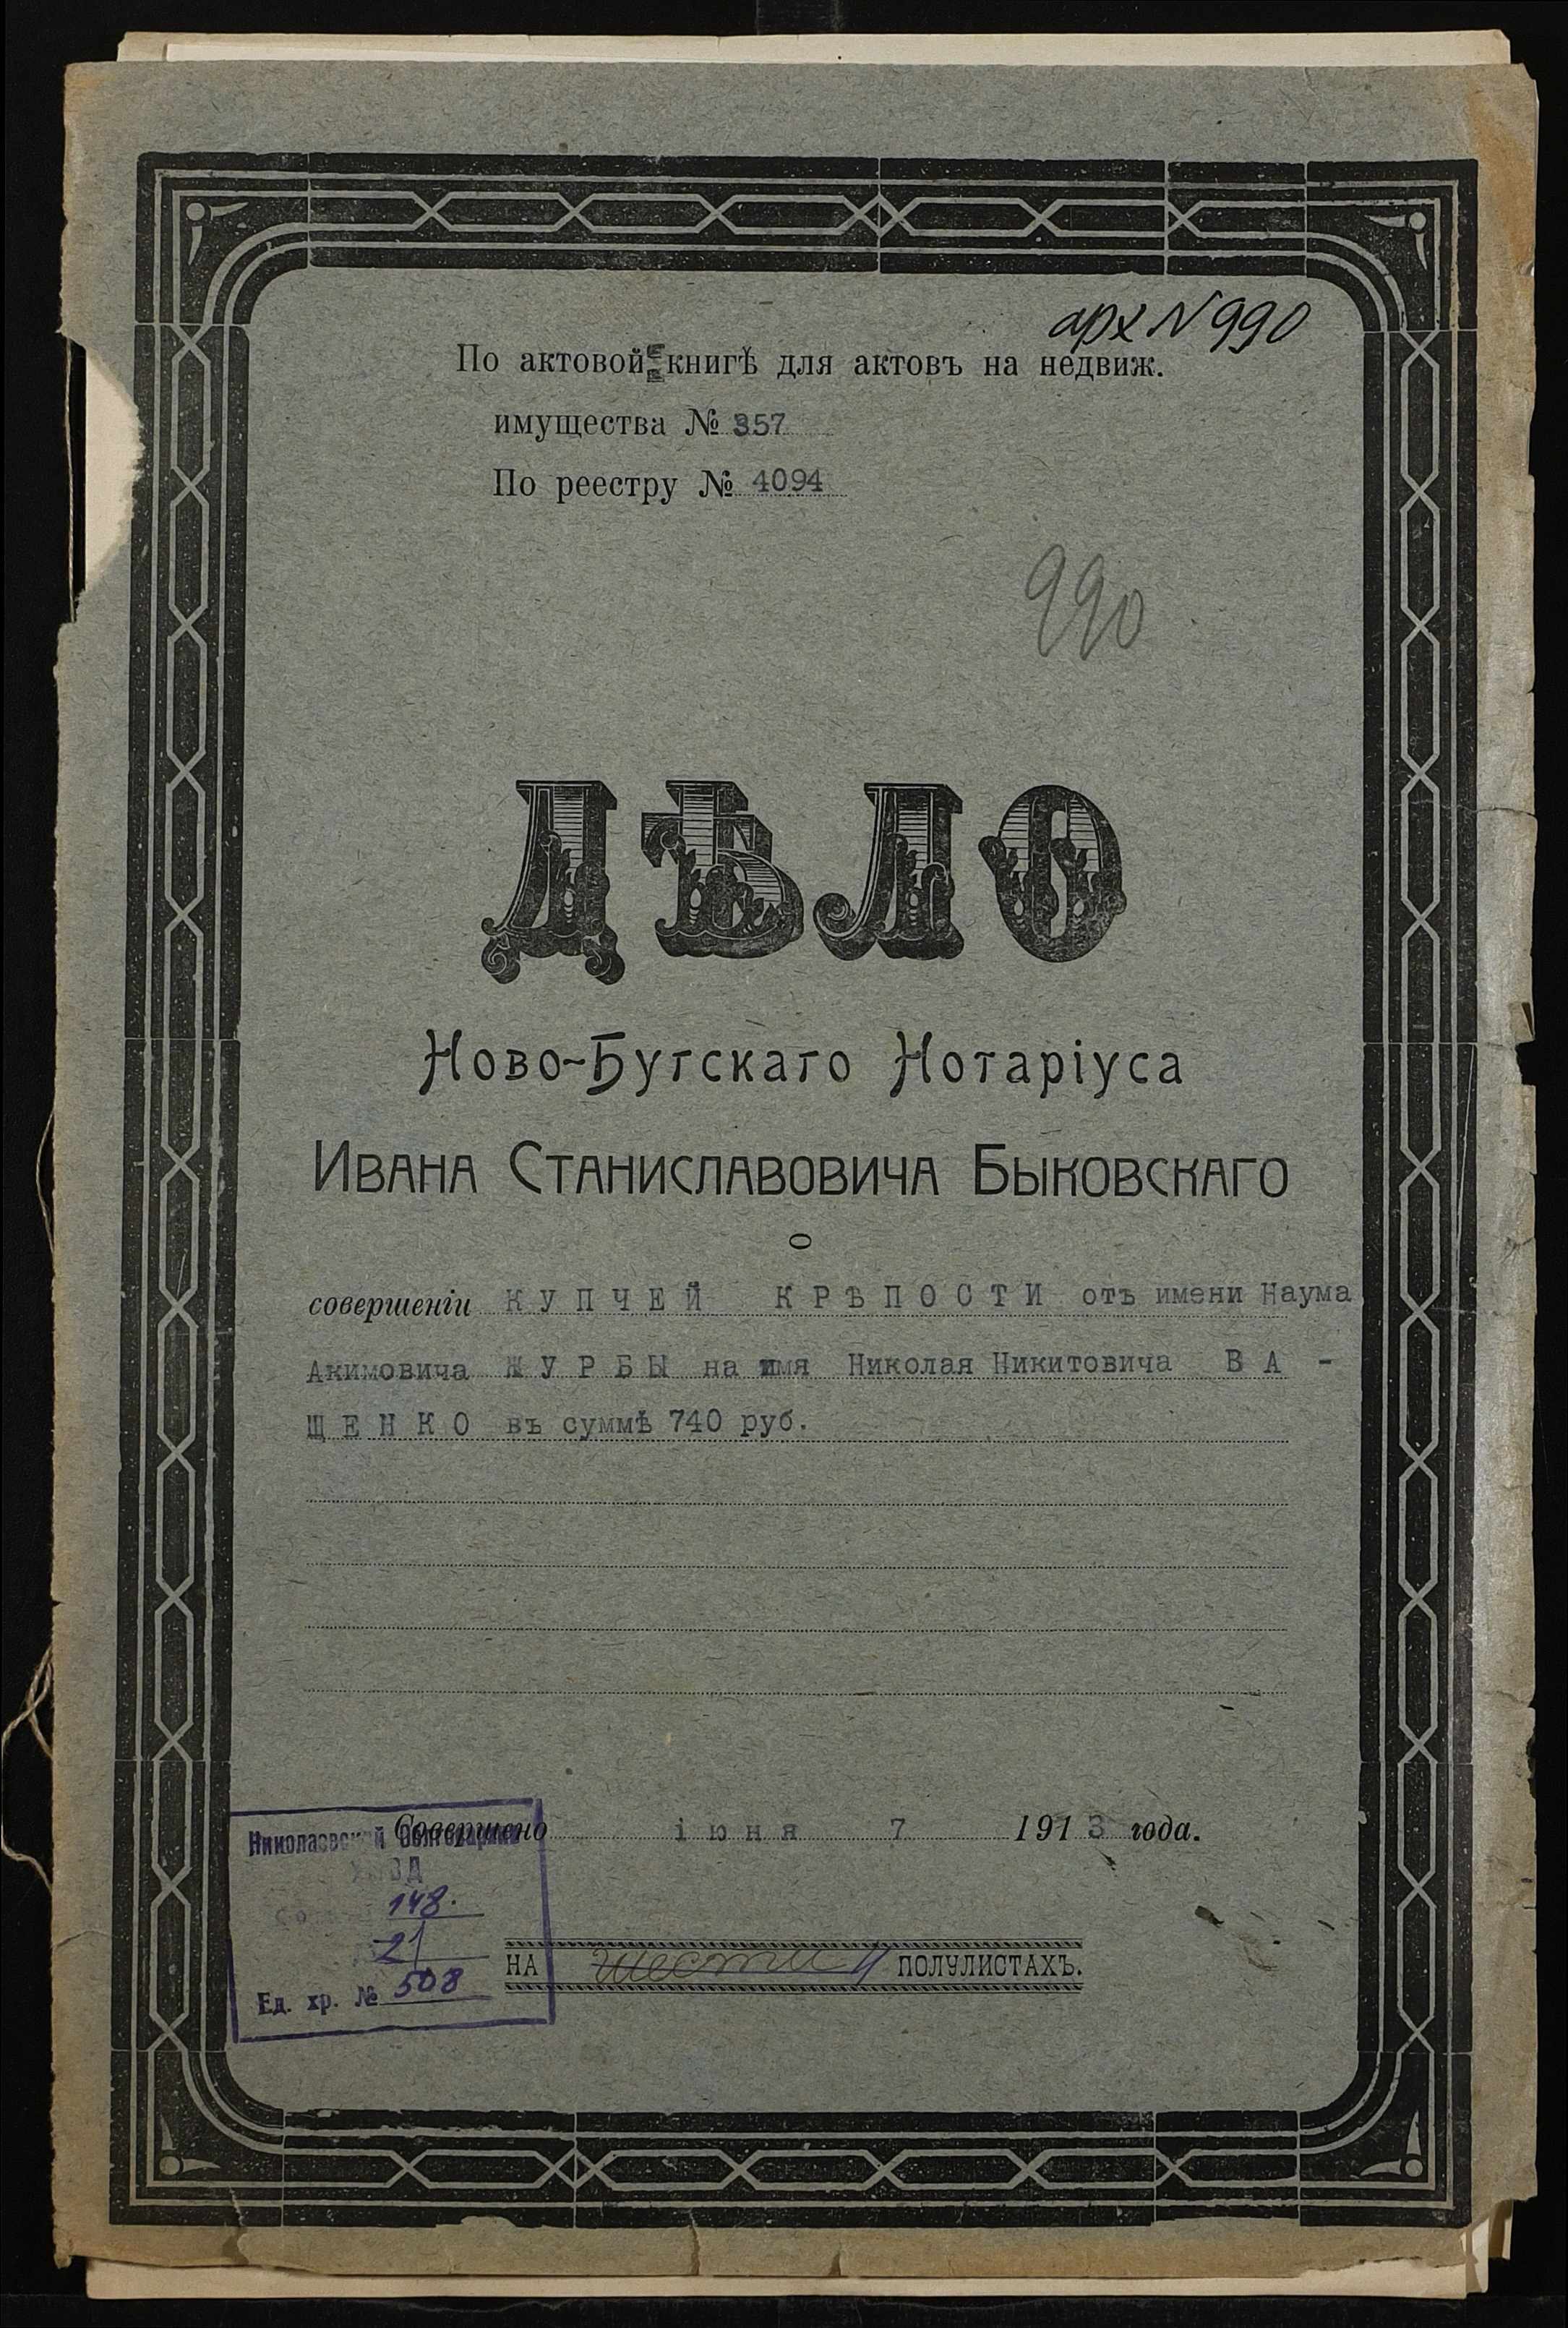 арх N 990
По актовой книгѣ для актовъ на недвиж.
имущества № 357
По реестру № 4094
990
ДѢЛО
Ново-Бугскаго Нотаріуса
Ивана Станиславовича Быковскаго
о
совершеніи КУПЧЕЙ КРѢПОСТИ отъ имени Наума
Акимовича ЖУРБЫ на имя Николая Никитовича ВА -
ЩЕНКО въ суммѣ 740 руб.
Совершено іюня 7 1913 года.
148.
21
Ед. хр. № 508
НА шести ПОЛУЛИСТАХЪ.